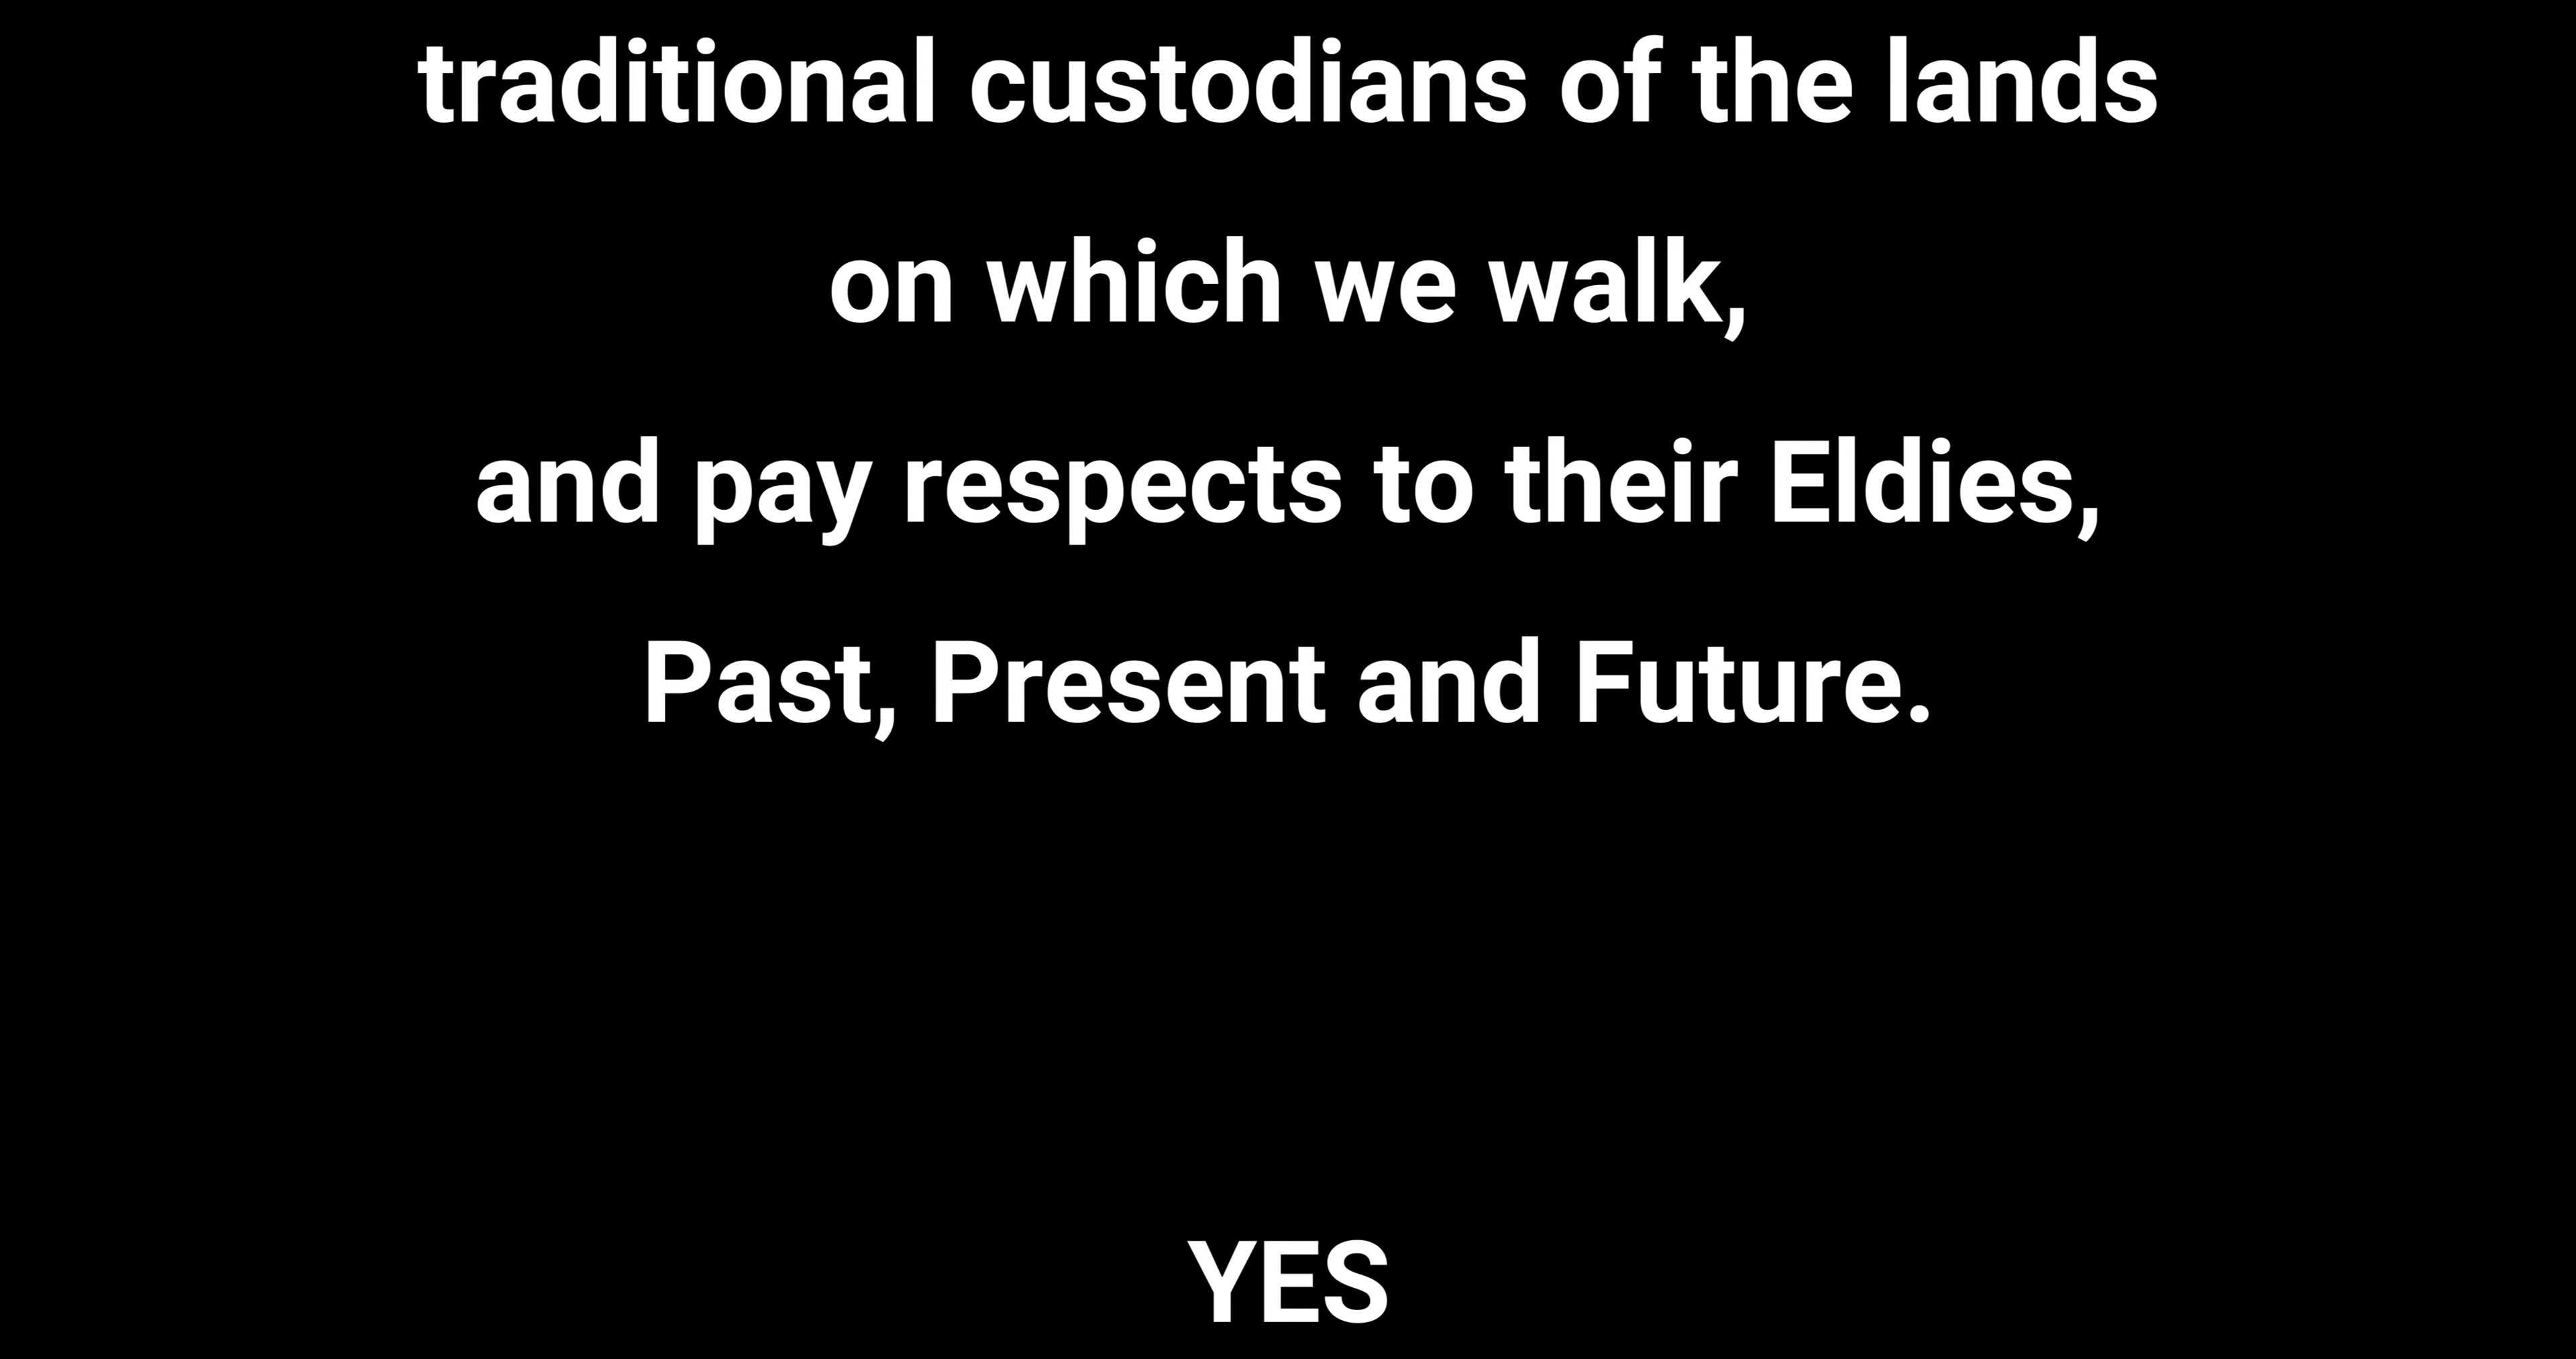 traditional custodians of the lands
on which we walk,
and pay respects to their Eldies,
Past, Present and Future.
YES